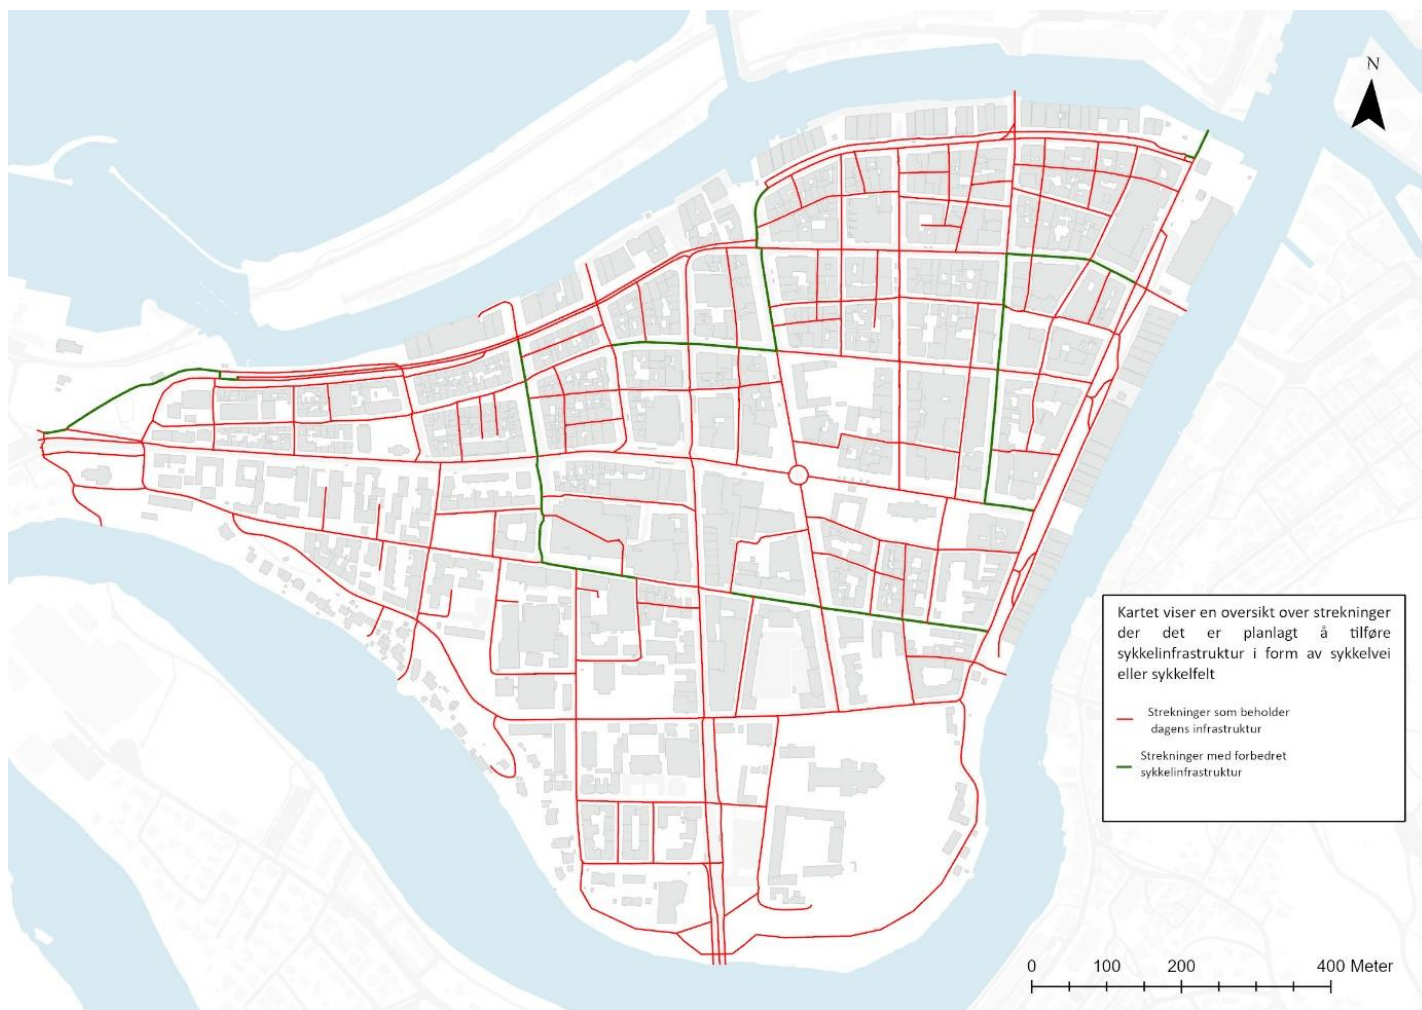 N
Kartet viser en oversikt over strekninger
der det er planlagt å tilføre
sykkelinfrastruktur i form av sykkelvei
eller sykkelfelt
Strekninger som beholder
dagens infrastruktur
Strekninger med forbedret
sykkelinfrastruktur
0 100 200 400 Meter